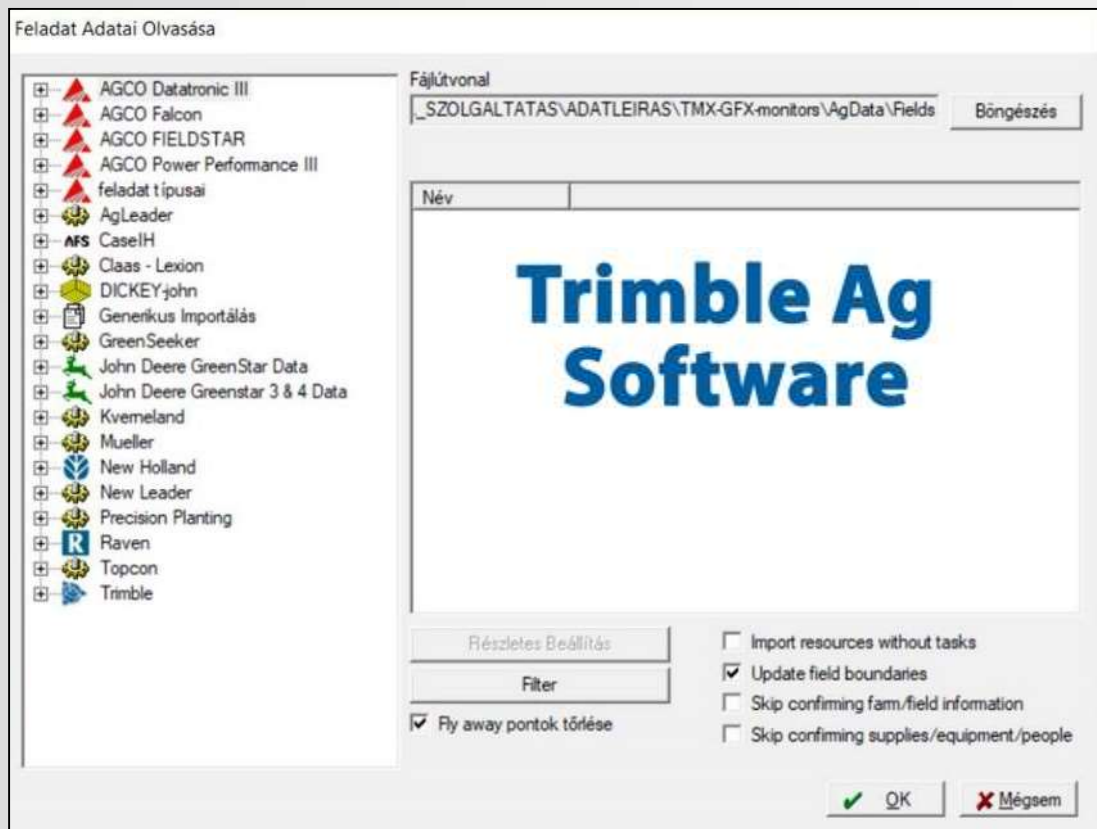 Feladat Adatai Olvasása
AGCO Datatronic III
AGCO Falcon
AGCO FIELDSTAR
AGCO Power Performance III
feladat típusai
AgLeader
AFS CaseIH
Claas - Lexion
DICKEY-john
Generikus Importálás
GreenSeeker
John Deere GreenStar Data
John Deere Greenstar 3 & 4 Data
Kverneland
Mueller
New Holland
New Leader
Precision Planting
R Raven
Topcon
Trimble
Fájlútvonal
._SZOLGALTATAS\ADATLEIRAS\TMX-GFX-monitors\AgData\Fields
Böngészés
Név
Trimble Ag
Software
Részletes Beállítás
Filter
Fly away pontok törlése
Import resources without tasks
Update field boundaries
Skip confirming farm/field information
Skip confirming supplies/equipment/people
OK
Mégsem